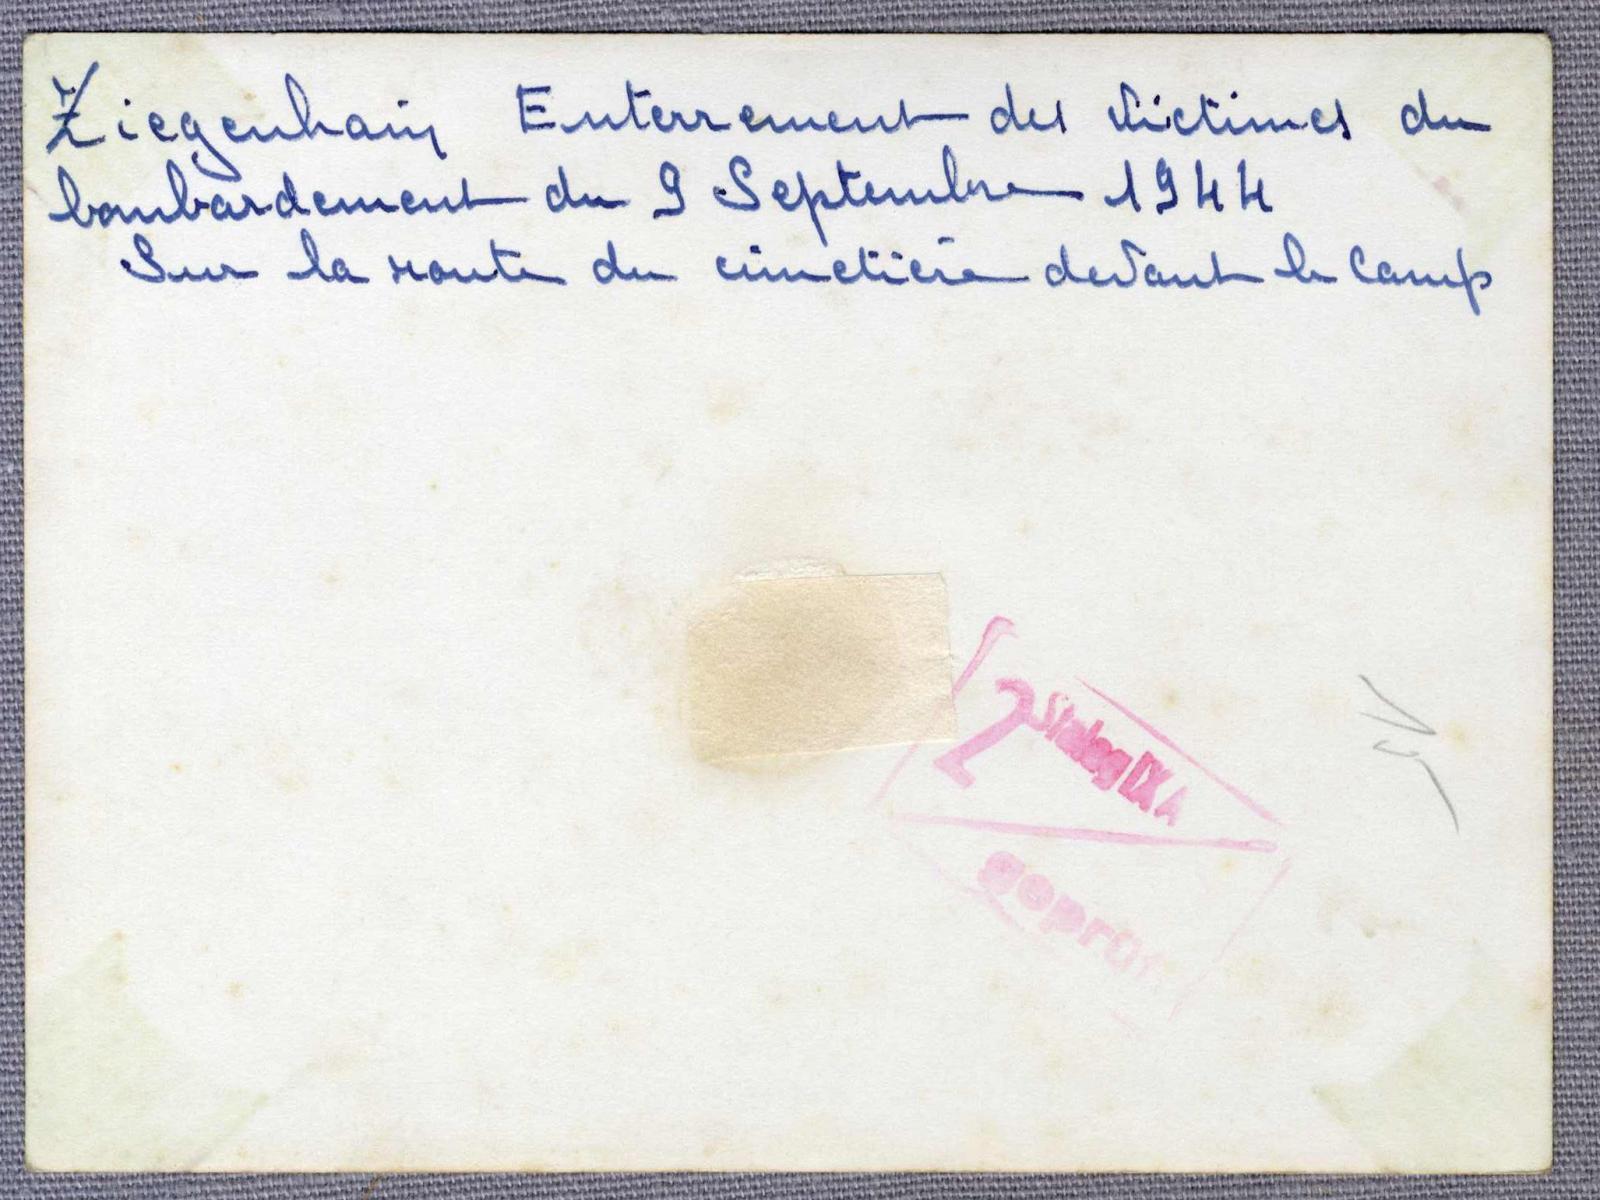 Ziegenhain Enterrement des victimes du
bombardement du 9 Septembre 1944
Sur la route du cimetière devant le Camp
2 Stalag IX A
geprüft